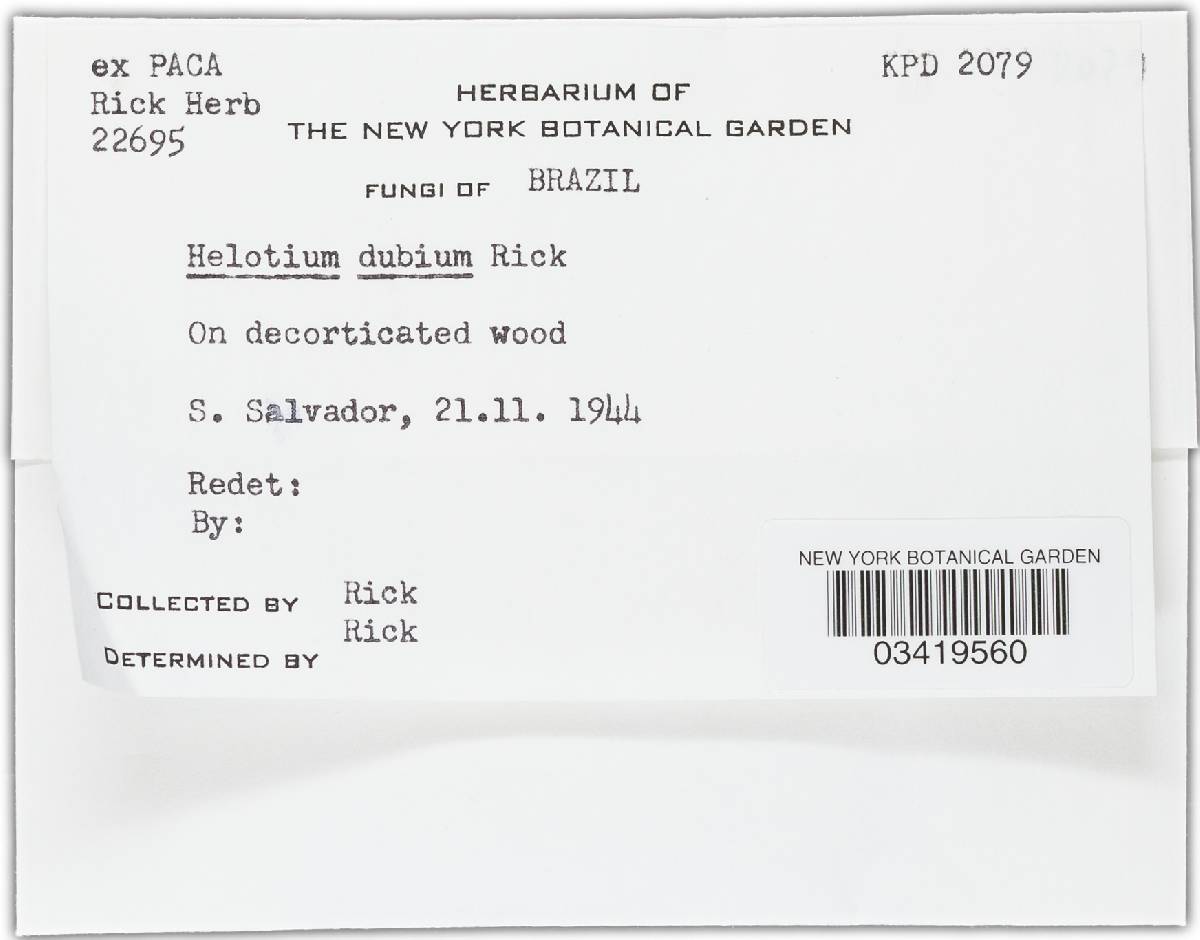 ex PACA
Rick Herb
22695
KPD 2079
HERBARIUM OF
THE NEW YORK BOTANICAL GARDEN
FUNGI OF BRAZIL
Helotium dubium Rick
On decorticated wood
S. Salvador, 21.11. 1944
Redet:
By:
COLLECTED BY Rick
Rick
DETERMINED BY
NEW YORK BOTANICAL GARDEN
03419560